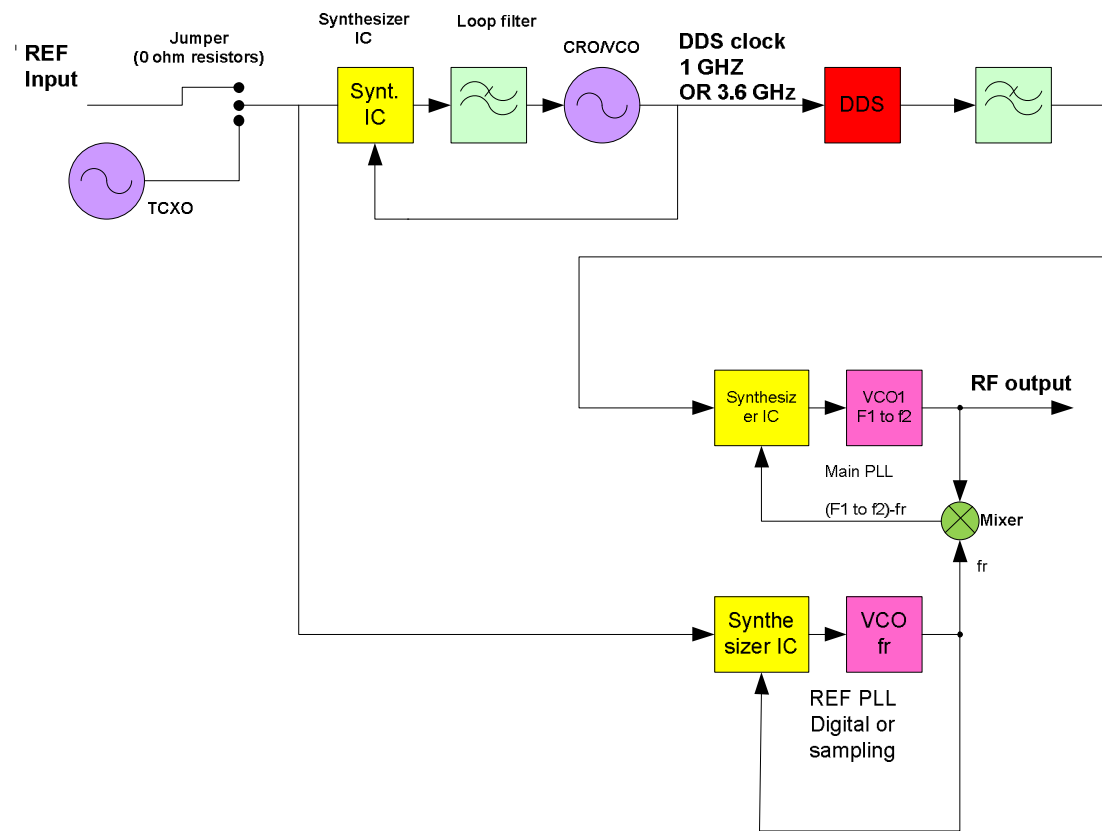 ' REF
Input
Jumper
(0 ohm resistors)
TCXO
Synthesizer
IC
Synt.
IC
Loop filter
CRO/VCO
DDS clock
1 GHZ
OR 3.6 GHz
DDS
Synthesiz
er IC
VCO1
F1 to f2
RF output
Main PLL
(F1 to f2)-fr
Mixer
fr
Synthe
sizer IC
VCO
fr
REF PLL
Digital or
sampling